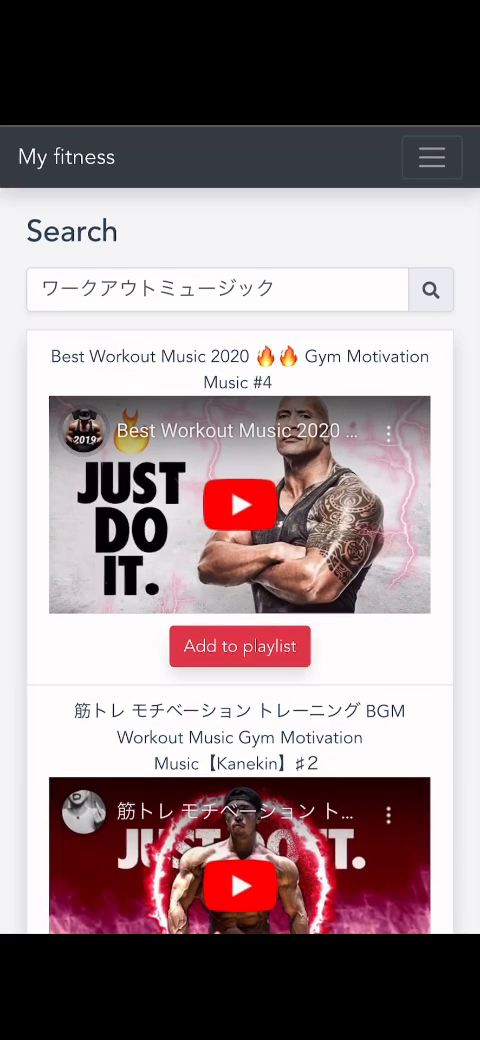 My fitness
Search
ワークアウトミュージック
Best Workout Music 2020 🔥🔥 Gym Motivation
Music #4
2019
Best Workout Music 2020 ...
JUST
DO
IT.
Add to playlist
筋トレ モチベーション トレーニング BGM
Workout Music Gym Motivation
Music【Kanekin】♯2
筋トレ モチベーション ト...
JUST DO IT.